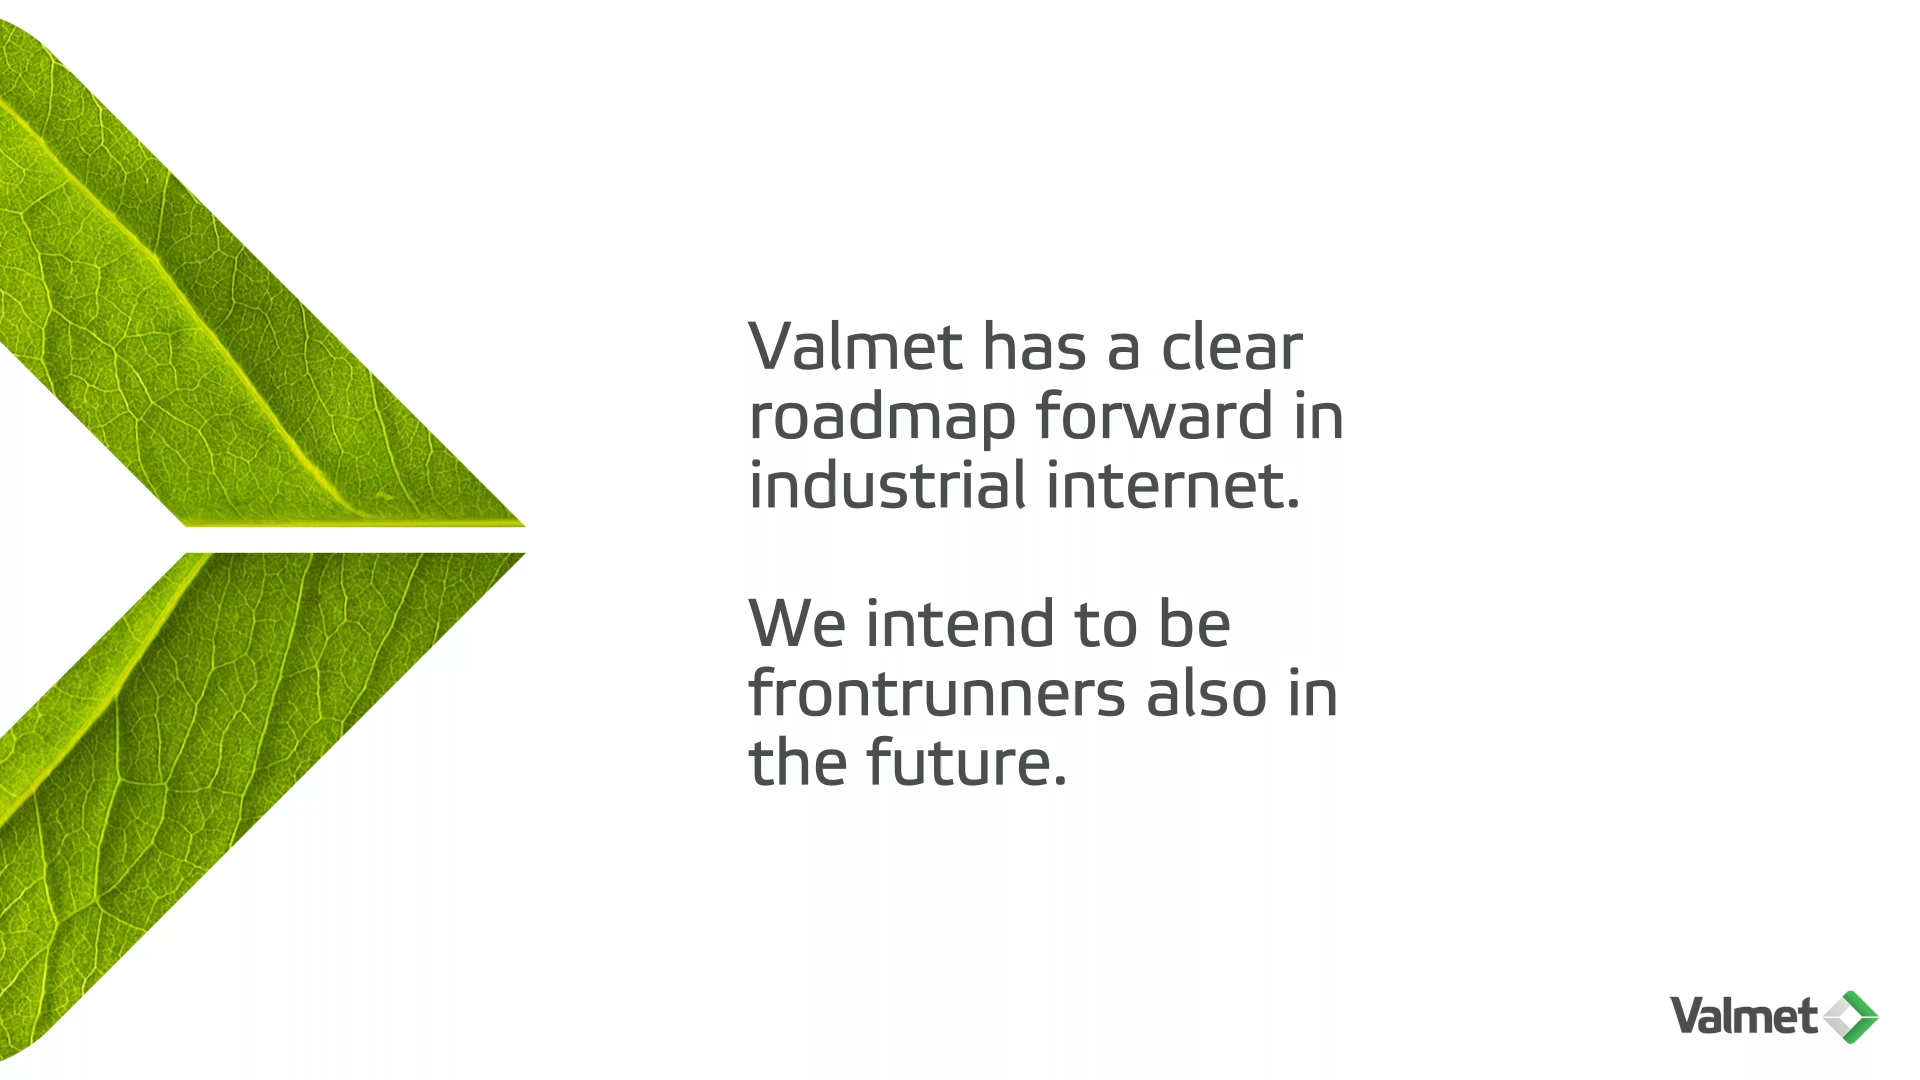 Valmet has a clear
roadmap forward in
industrial internet.
We intend to be
frontrunners also in
the future.
Valmet